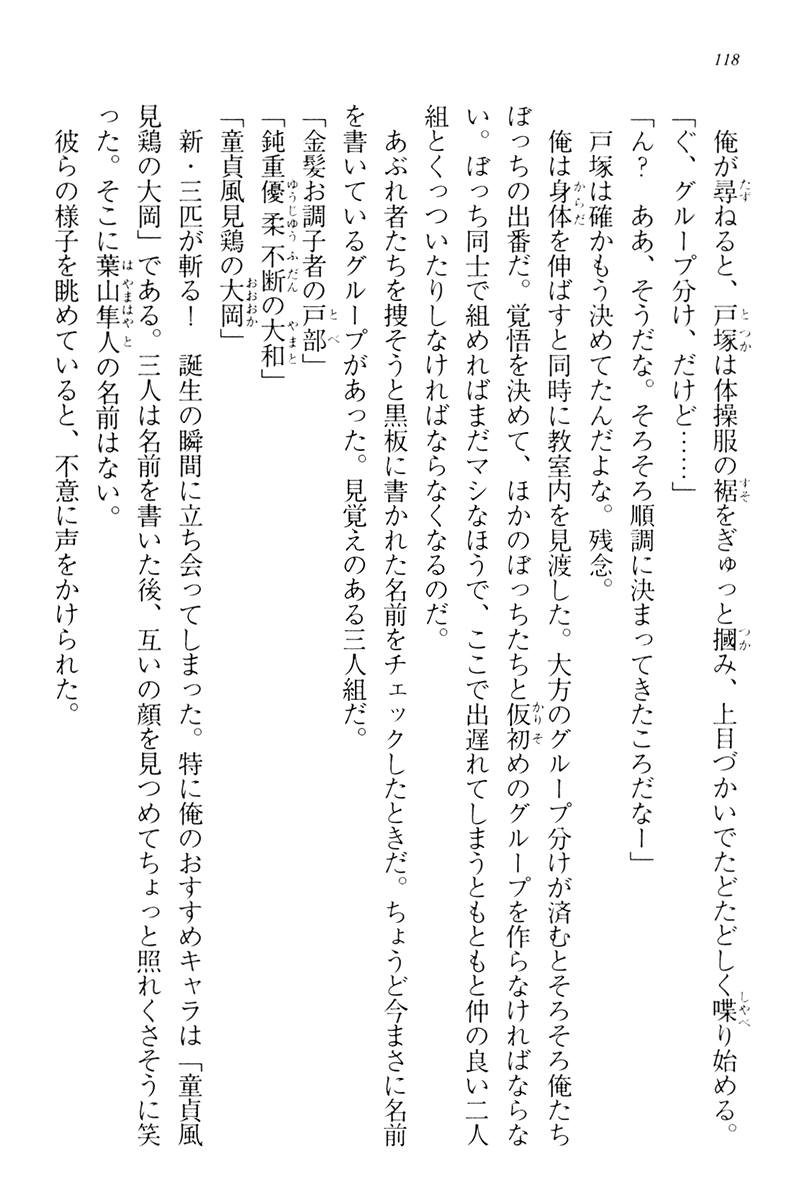 118
俺が尋ねると、戸塚は体操服の裾をぎゅっと摑み、上目づかいでたどたどしく喋り始める。
「ぐ、グループ分け、だけど……」
「ん？　ああ、そうだな。そろそろ順調に決まってきたころだなー」
戸塚は確かもう決めてたんだよな。残念。
俺は身体を伸ばすと同時に教室内を見渡した。大方のグループ分けが済むとそろそろ俺たち
ぼっちの出番だ。覚悟を決めて、ほかのぼっちたちと仮初めのグループを作らなければならな
い。ぼっち同士で組めればまだマシなほうで、ここで出遅れてしまうともともと仲の良い二人
組とくっついたりしなければならなくなるのだ。
あぶれ者たちを捜そうと黒板に書かれた名前をチェックしたときだ。ちょうど今まさに名前
を書いているグループがあった。見覚えのある三人組だ。
「金髪お調子者の戸部」
「鈍重優柔不断の大和」
「童貞風見鶏の大岡」
新・三匹が斬る！　誕生の瞬間に立ち会ってしまった。特に俺のおすすめキャラは「童貞風
見鶏の大岡」である。三人は名前を書いた後、互いの顔を見つめてちょっと照れくさそうに笑
った。そこに葉山隼人の名前はない。
彼らの様子を眺めていると、不意に声をかけられた。